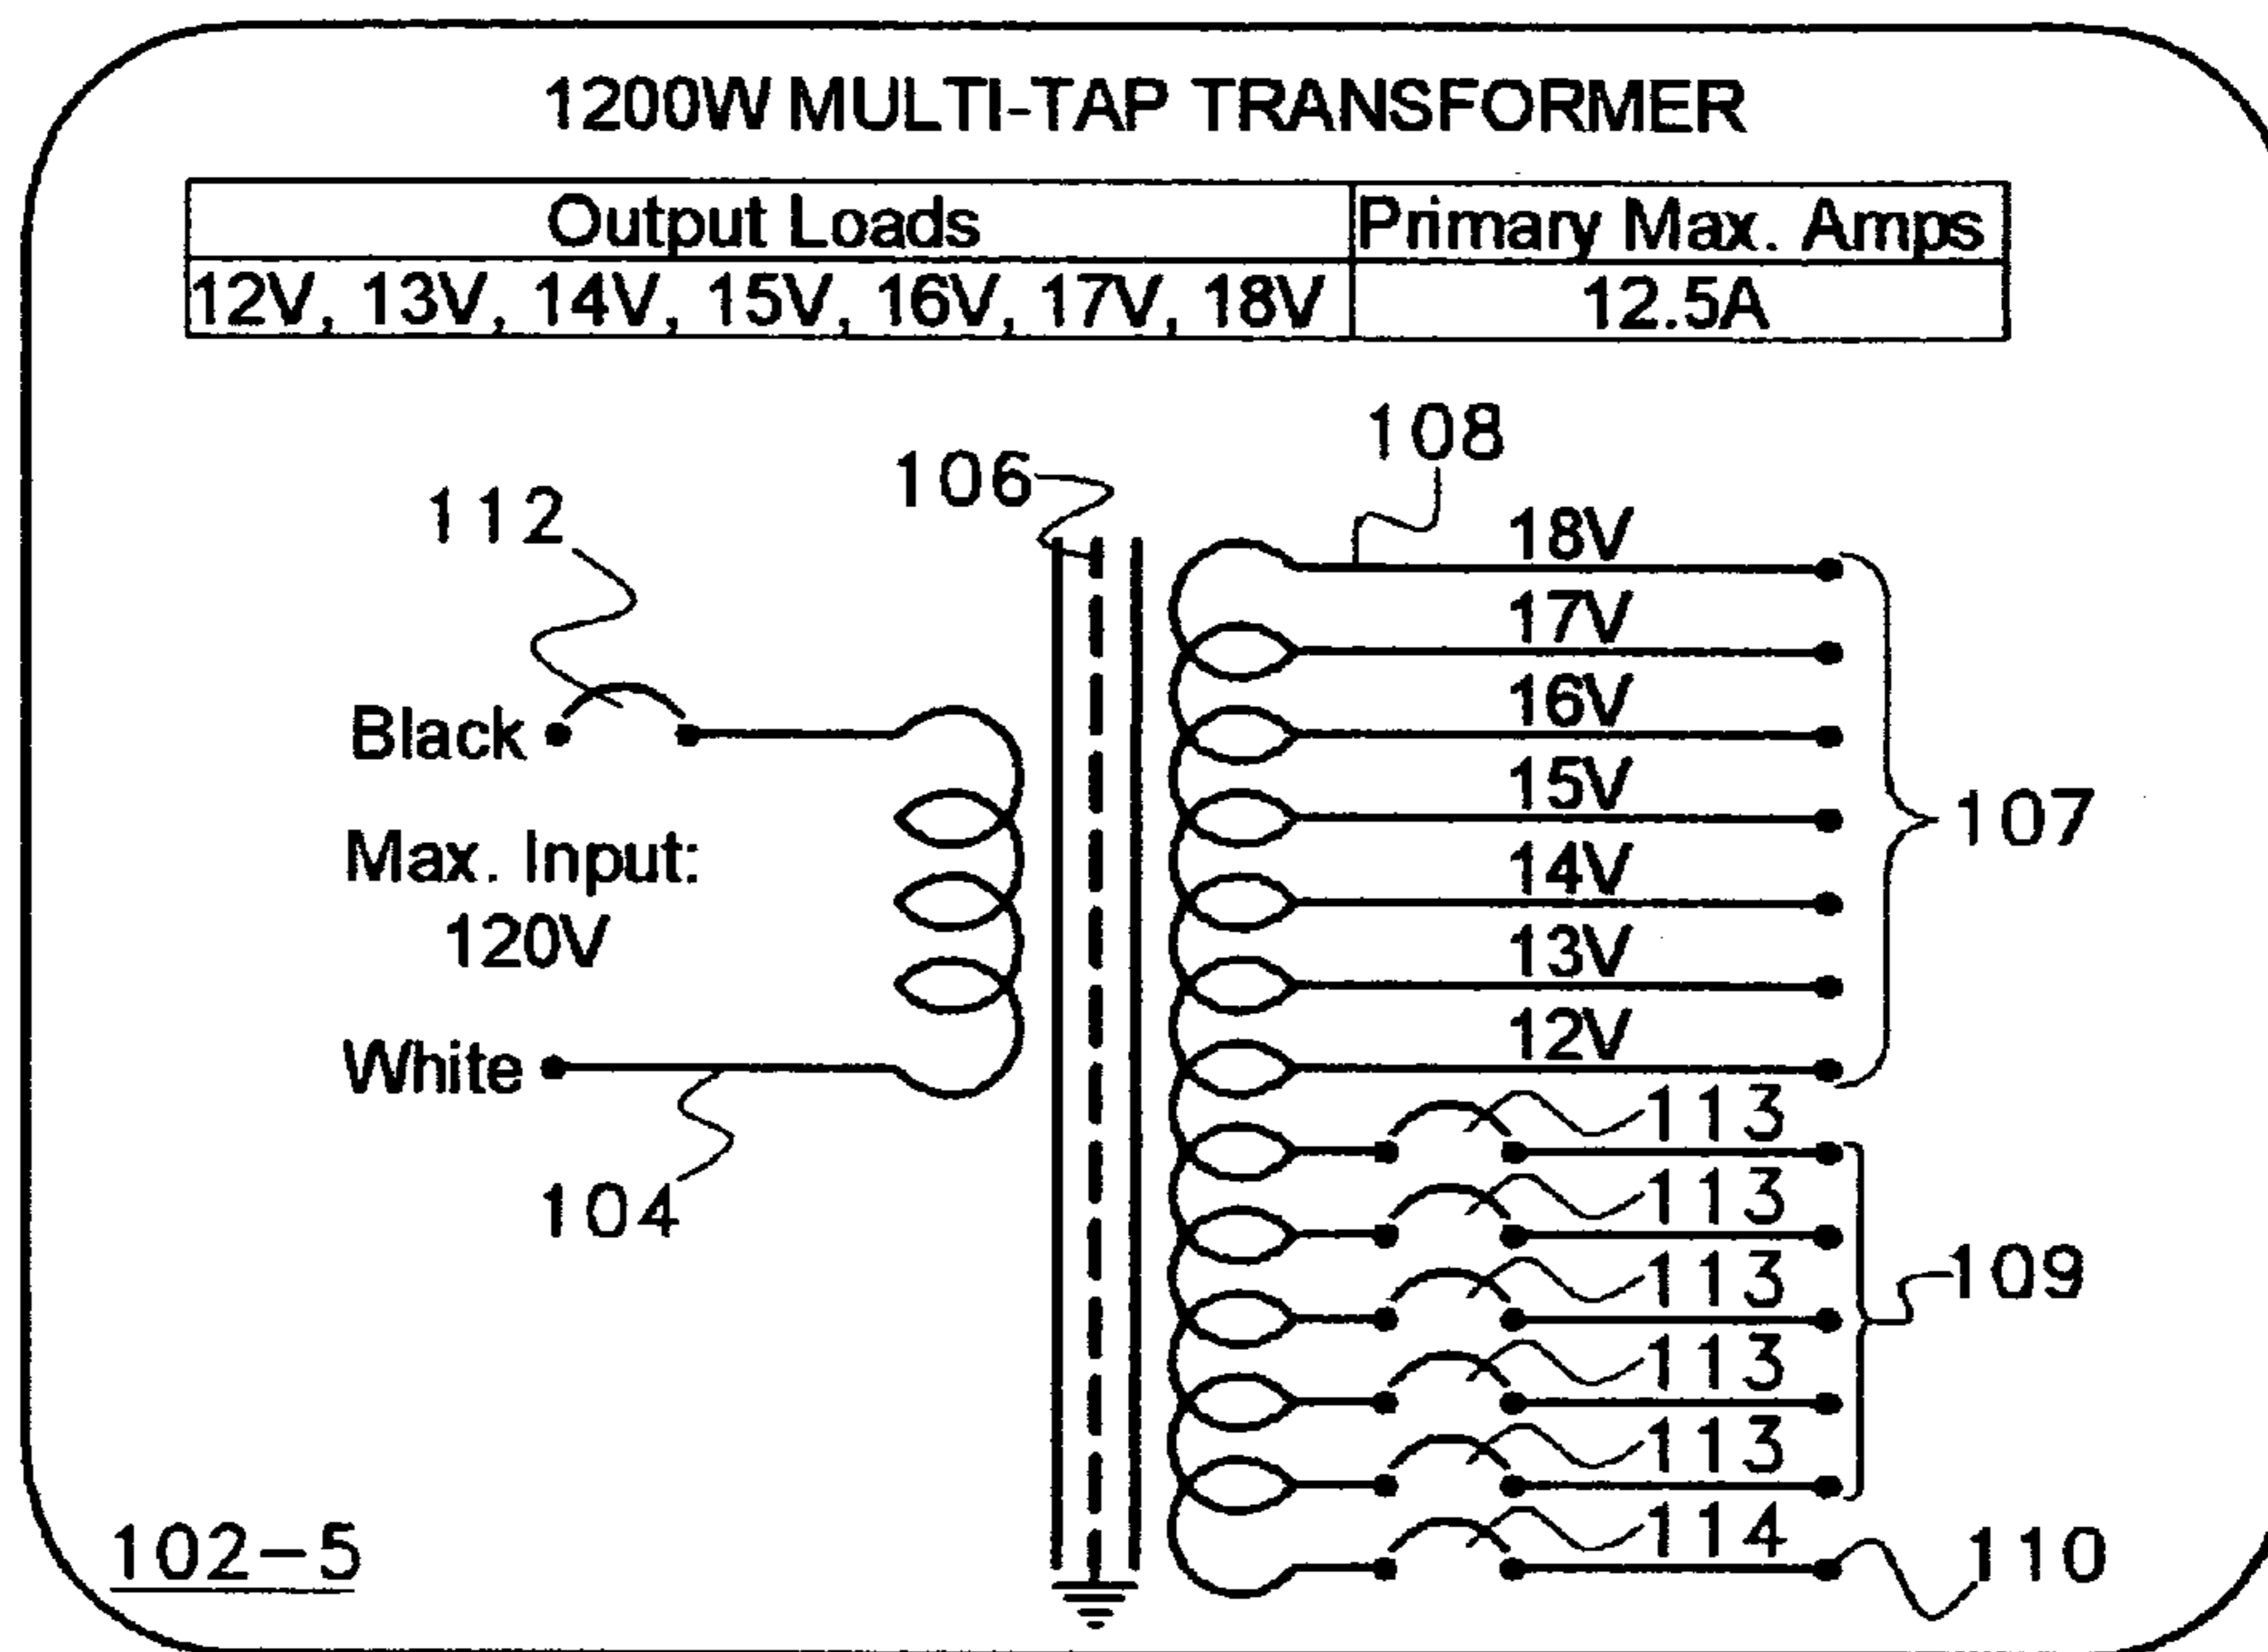 1200W MULTI-TAP TRANSFORMER
Output Loads Primary Max. Amps
12V, 13V, 14V, 15V, 16V, 17V, 18V 12.5A
108
106
112
18V
17V
16V
Black
15V
107
Max. Input:
14V
120V
13V
12V
White
113
104
113
113
109
113
113
114
110
102-5